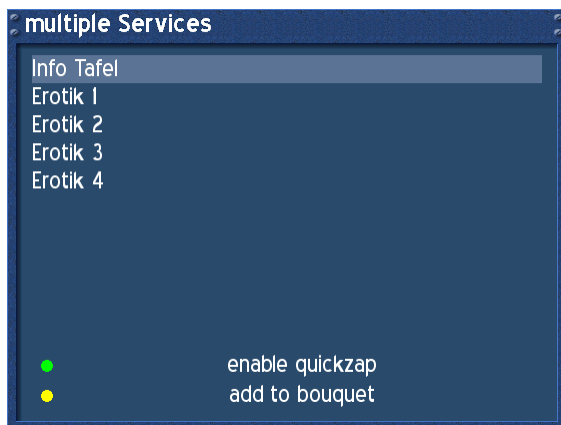 multiple Services
Info Tafel
Erotik 1
Erotik 2
Erotik 3
Erotik 4
enable quickzap
add to bouquet